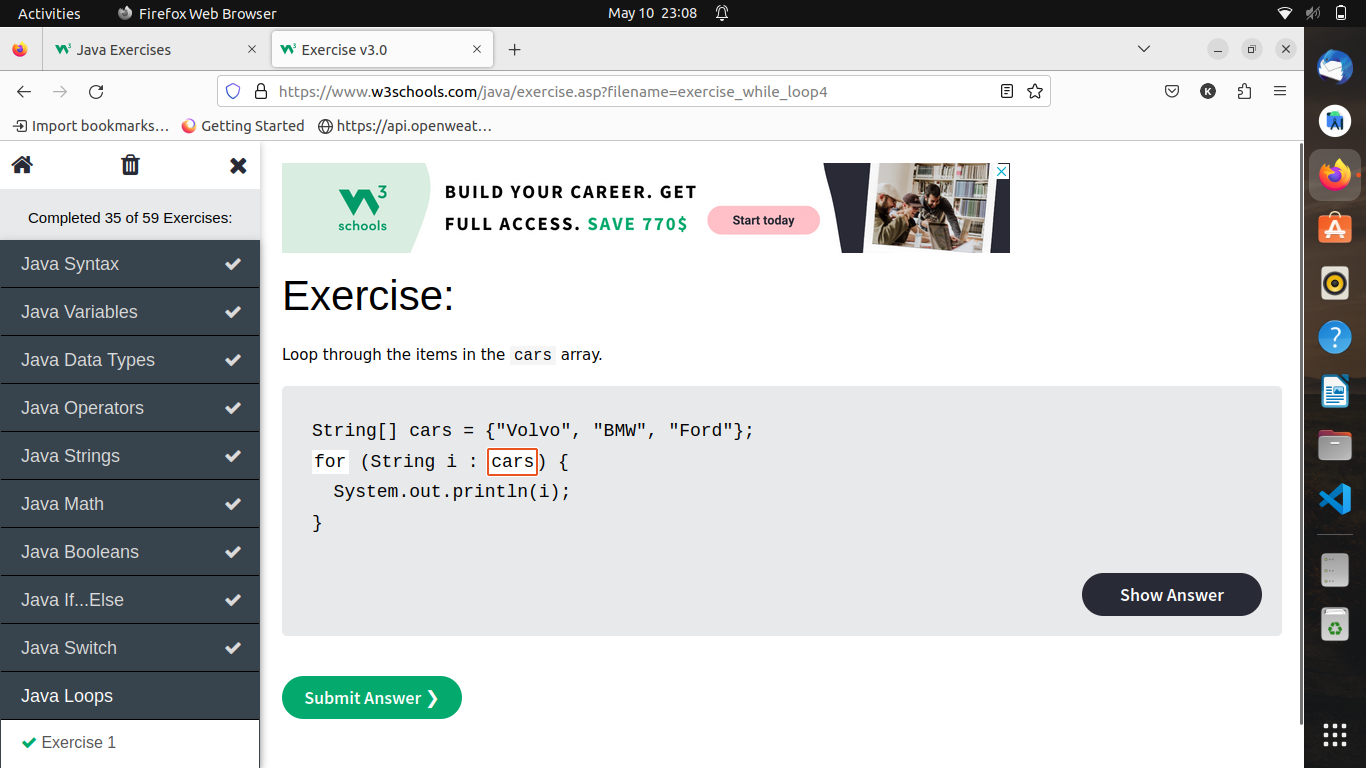 Activities
Firefox Web Browser
May 10 23:08
Java Exercises
Exercise v3.0
https://www.w3schools.com/java/exercise.asp?filename=exercise_while_loop4
K
Import bookmarks…
Getting Started
https://api.openweat…
Completed 35 of 59 Exercises:
Java Syntax
Java Variables
Java Data Types
Java Operators
Java Strings
Java Math
Java Booleans
Java If...Else
Java Switch
Java Loops
Exercise 1
W3
schools
BUILD YOUR CAREER. GET
FULL ACCESS. SAVE 770$
Start today
Exercise:
Loop through the items in the cars array.
String[] cars = {"Volvo", "BMW", "Ford"};
for (String i : cars) {
System.out.println(i);
}
Show Answer
Submit Answer ❯